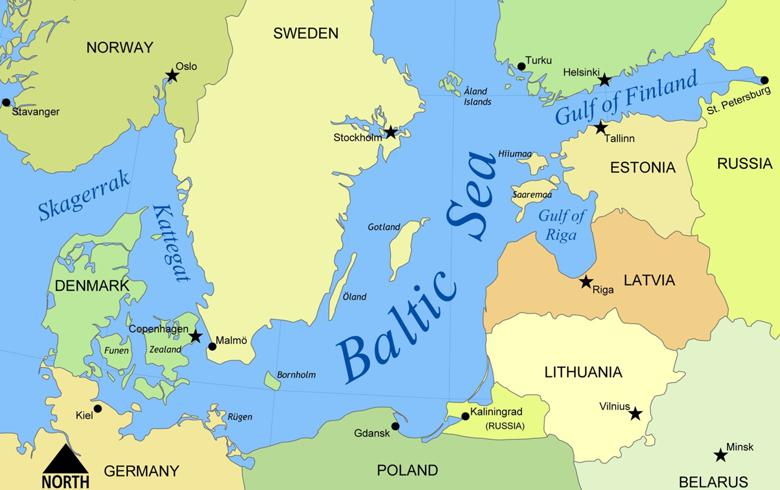 NORWAY
SWEDEN
Oslo
Turku
Helsinki
Åland
Islands
Gulf of Finland
St. Petersburg
Stavanger
Stockholm
Tallinn
Hiiumaa
ESTONIA
RUSSIA
Skagerrak
Kattegat
Saaremaa
Gulf of
Riga
Gotland
Baltic Sea
DENMARK
Öland
Riga
LATVIA
Copenhagen
Malmö
Funen
Zealand
Bornholm
LITHUANIA
Kiel
Rügen
Gdansk
Kaliningrad
(RUSSIA)
Vilnius
Minsk
NORTH
GERMANY
POLAND
BELARUS